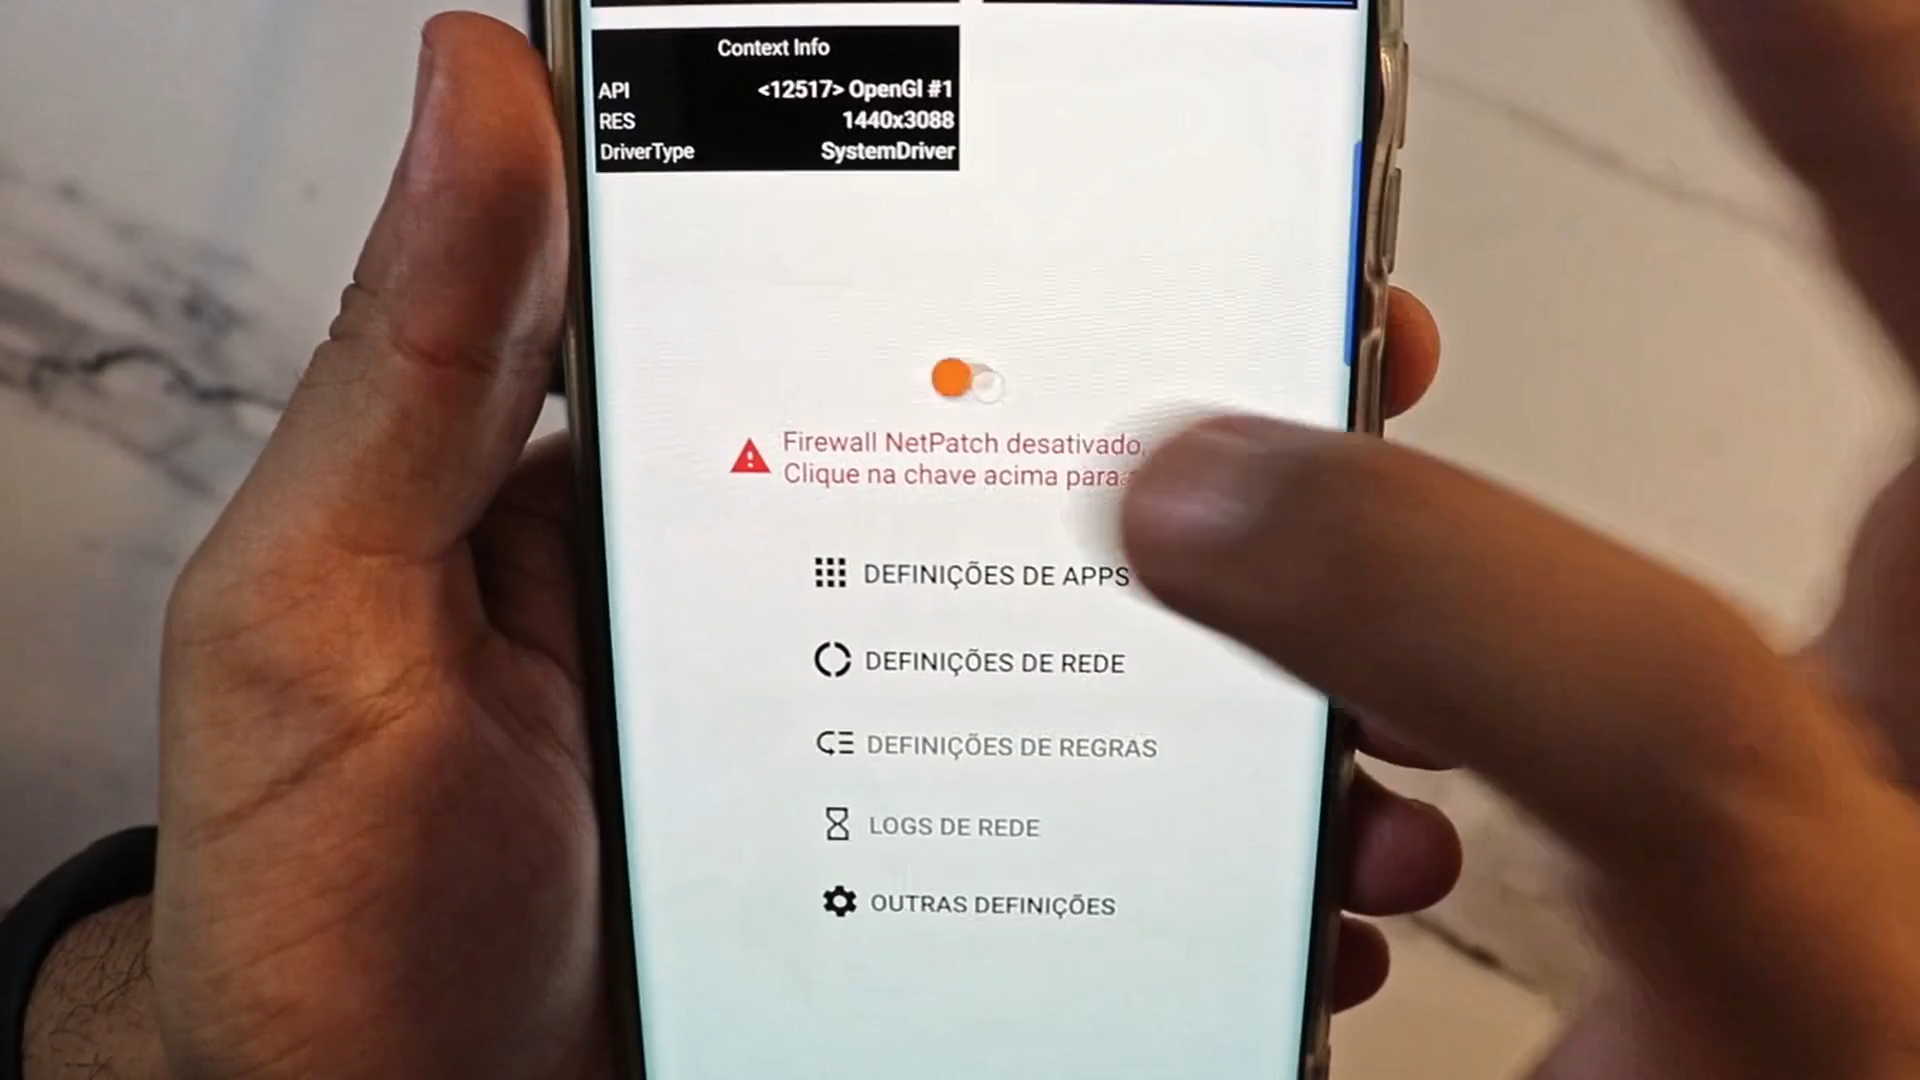 Context Info
API <12517> OpenGl #1
RES 1440x3088
DriverType SystemDriver
Firewall NetPatch desativado,
Clique na chave acima para
DEFINIÇÕES DE APPS
DEFINIÇÕES DE REDE
DEFINIÇÕES DE REGRAS
LOGS DE REDE
OUTRAS DEFINIÇÕES